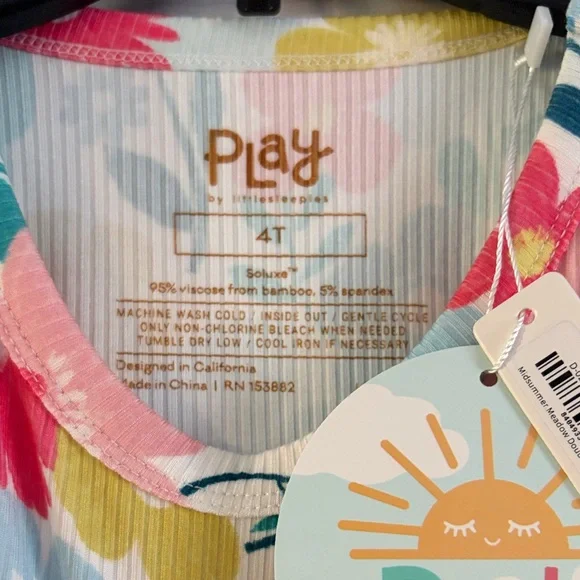 PLay
by littlesleepies
4T
Soluxe™
95% viscose from bamboo, 5% spandex
MACHINE WASH COLD / INSIDE OUT / GENTLE CYCLE
ONLY NON-CHLORINE BLEACH WHEN NEEDED
TUMBLE DRY LOW / COOL IRON IF NECESSARY
Designed in California
Made in China | RN 153882
Midsummer Meadow